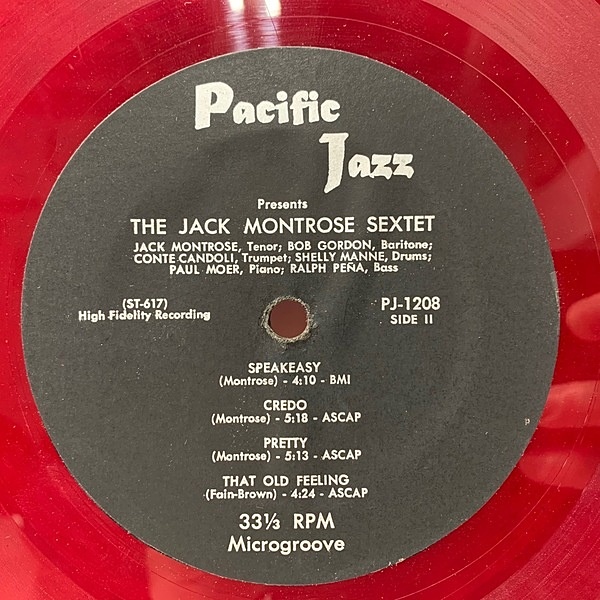 Pacific
Jazz
Presents
THE JACK MONTROSE SEXTET
JACK MONTROSE, Tenor; BOB GORDON, Baritone;
CONTE CANDOLI, Trumpet; SHELLY MANNE, Drums;
PAUL MOER, Piano; RALPH PEÑA, Bass
(ST-617)
High Fidelity Recording
PJ-1208
SIDE II
SPEAKEASY
(Montrose) - 4:10 - BMI
CREDO
(Montrose) - 5:18 - ASCAP
PRETTY
(Montrose) - 5:13 - ASCAP
THAT OLD FEELING
(Fain-Brown) - 4:24 - ASCAP
33⅓ RPM
Microgroove
P